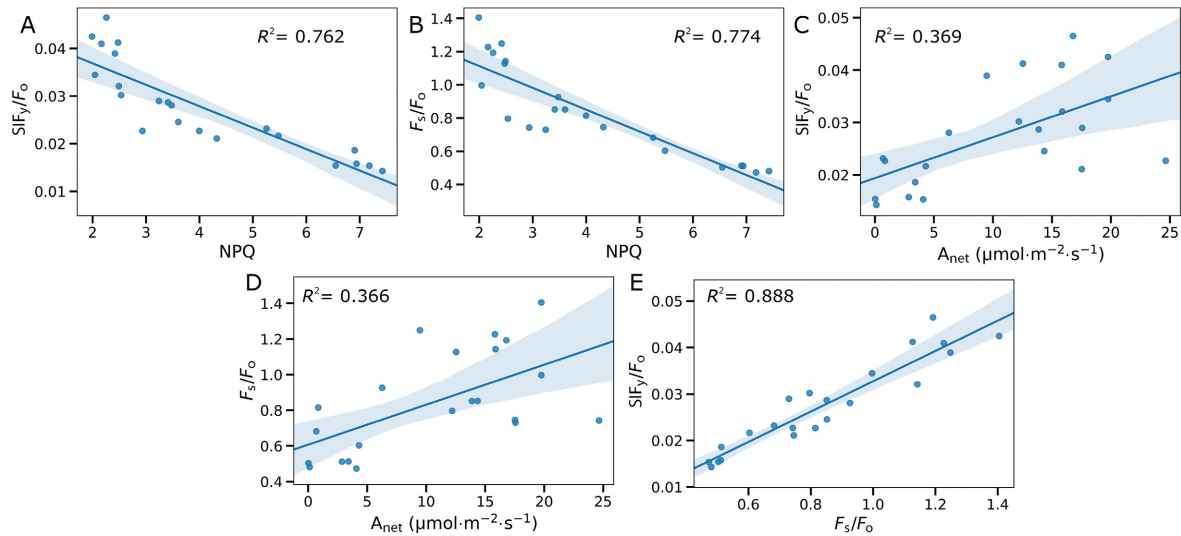 A
R²= 0.762
0.04
0.03
0.02
0.01
SIFy/Fo
2 3 4 5 6 7
NPQ
B
R²= 0.774
1.4
1.2
1.0
0.8
0.6
0.4
Fs/Fo
2 3 4 5 6 7
NPQ
C
R²= 0.369
0.05
0.04
0.03
0.02
SIFy/Fo
0 5 10 15 20 25
Anet (μmol·m⁻²·s⁻¹)
D
R²= 0.366
1.4
1.2
1.0
0.8
0.6
0.4
Fs/Fo
0 5 10 15 20 25
Anet (μmol·m⁻²·s⁻¹)
E
R²= 0.888
0.05
0.04
0.03
0.02
0.01
SIFy/Fo
0.6 0.8 1.0 1.2 1.4
Fs/Fo